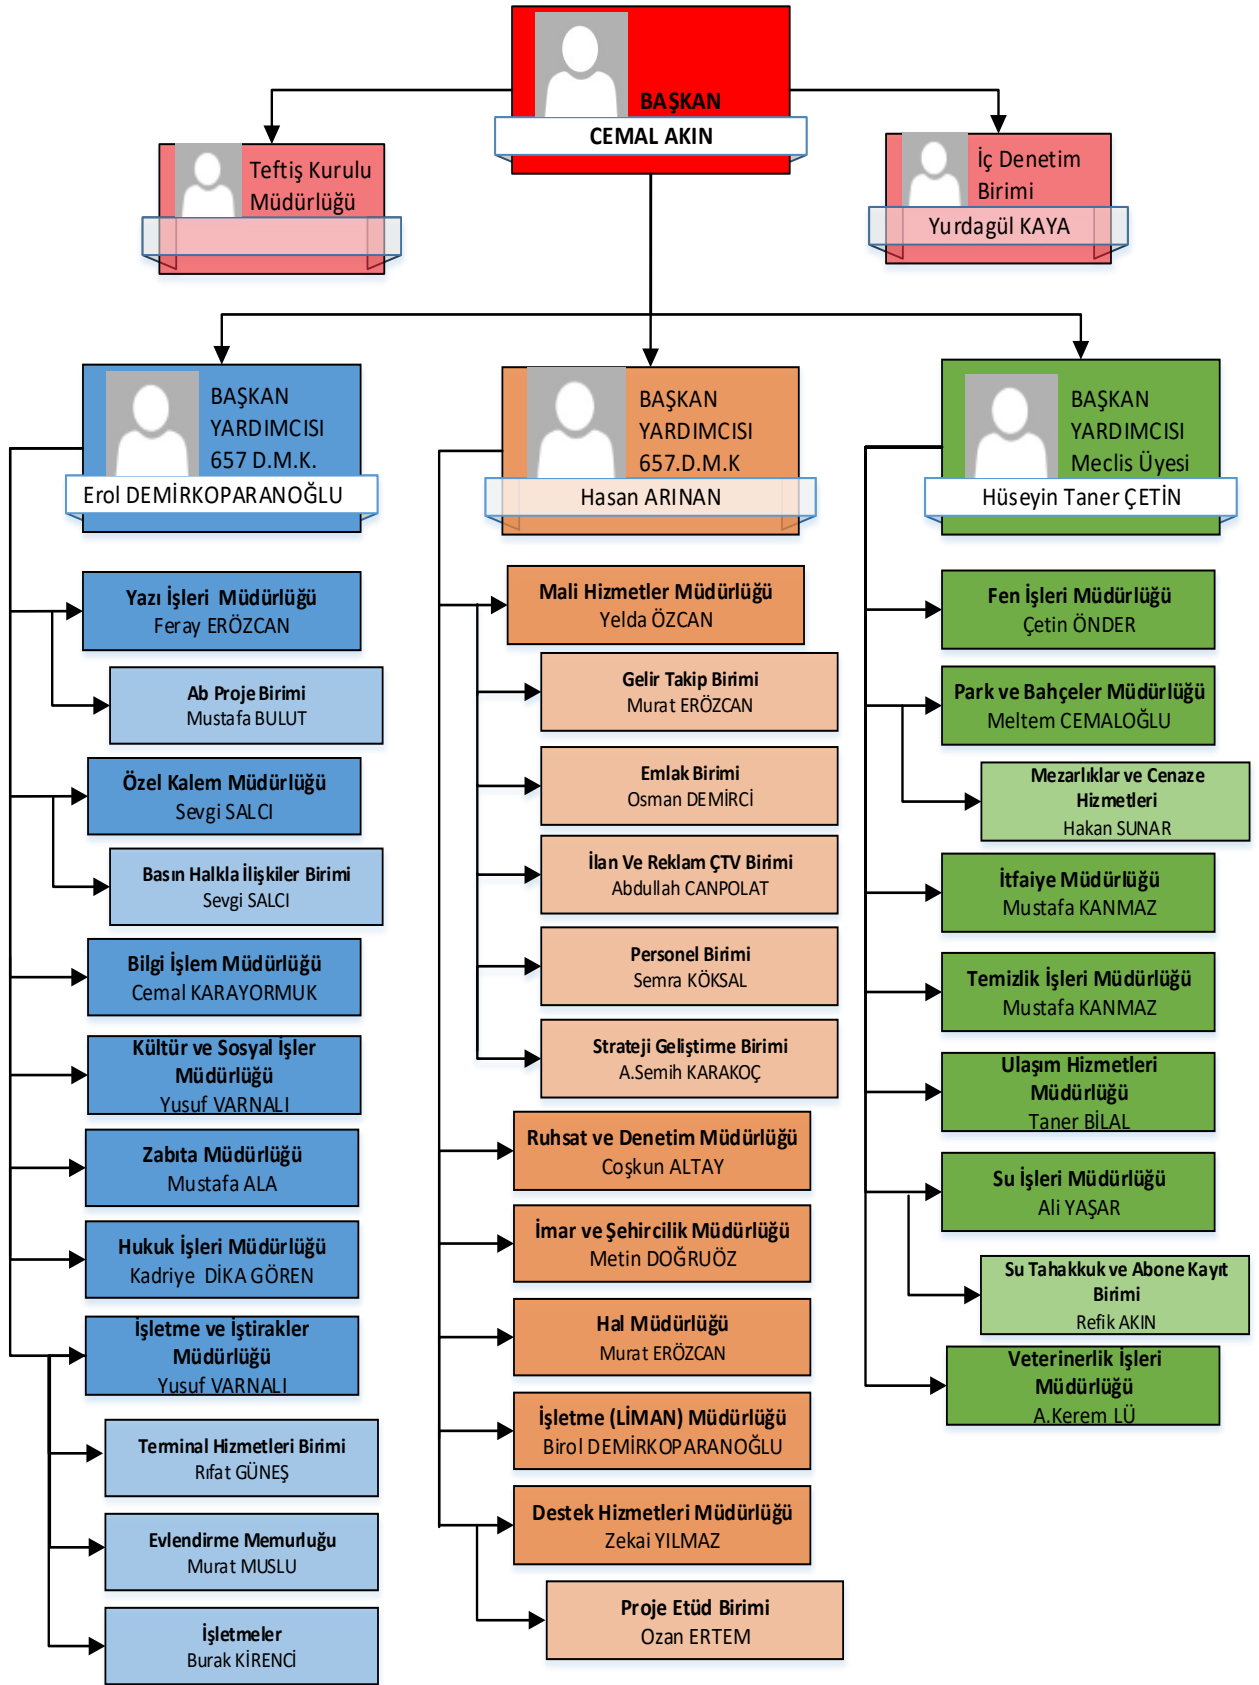 BAŞKAN
CEMAL AKIN
Teftiş Kurulu
Müdürlüğü
İç Denetim
Birimi
Yurdagül KAYA
BAŞKAN
YARDIMCISI
657 D.M.K.
Erol DEMİRKOPARANOĞLU
Yazı İşleri  Müdürlüğü
Feray ERÖZCAN
Ab Proje Birimi
Mustafa BULUT
Özel Kalem Müdürlüğü
Sevgi SALCI
Basın Halkla İlişkiler Birimi
Sevgi SALCI
Bilgi İşlem Müdürlüğü
Cemal KARAYORMUK
Kültür ve Sosyal İşler
Müdürlüğü
Yusuf VARNALI
Zabıta Müdürlüğü
Mustafa ALA
Hukuk İşleri Müdürlüğü
Kadriye  DİKA GÖREN
İşletme ve İştirakler
Müdürlüğü
Yusuf VARNALI
Terminal Hizmetleri Birimi
Rıfat GÜNEŞ
Evlendirme Memurluğu
Murat MUSLU
İşletmeler
Burak KİRENCİ
BAŞKAN
YARDIMCISI
657.D.M.K
Hasan ARINAN
Mali Hizmetler Müdürlüğü
Yelda ÖZCAN
Gelir Takip Birimi
Murat ERÖZCAN
Emlak Birimi
Osman DEMİRCİ
İlan Ve Reklam ÇTV Birimi
Abdullah CANPOLAT
Personel Birimi
Semra KÖKSAL
Strateji Geliştirme Birimi
A.Semih KARAKOÇ
Ruhsat ve Denetim Müdürlüğü
Coşkun ALTAY
İmar ve Şehircilik Müdürlüğü
Metin DOĞRUÖZ
Hal Müdürlüğü
Murat ERÖZCAN
İşletme (LİMAN) Müdürlüğü
Birol DEMİRKOPARANOĞLU
Destek Hizmetleri Müdürlüğü
Zekai YILMAZ
Proje Etüd Birimi
Ozan ERTEM
BAŞKAN
YARDIMCISI
Meclis Üyesi
Hüseyin Taner ÇETİN
Fen İşleri Müdürlüğü
Çetin ÖNDER
Park ve Bahçeler Müdürlüğü
Meltem CEMALOĞLU
Mezarlıklar ve Cenaze
Hizmetleri
Hakan SUNAR
İtfaiye Müdürlüğü
Mustafa KANMAZ
Temizlik İşleri Müdürlüğü
Mustafa KANMAZ
Ulaşım Hizmetleri
Müdürlüğü
Taner BİLAL
Su İşleri Müdürlüğü
Ali YAŞAR
Su Tahakkuk ve Abone Kayıt
Birimi
Refik AKIN
Veterinerlik İşleri
Müdürlüğü
A.Kerem LÜ